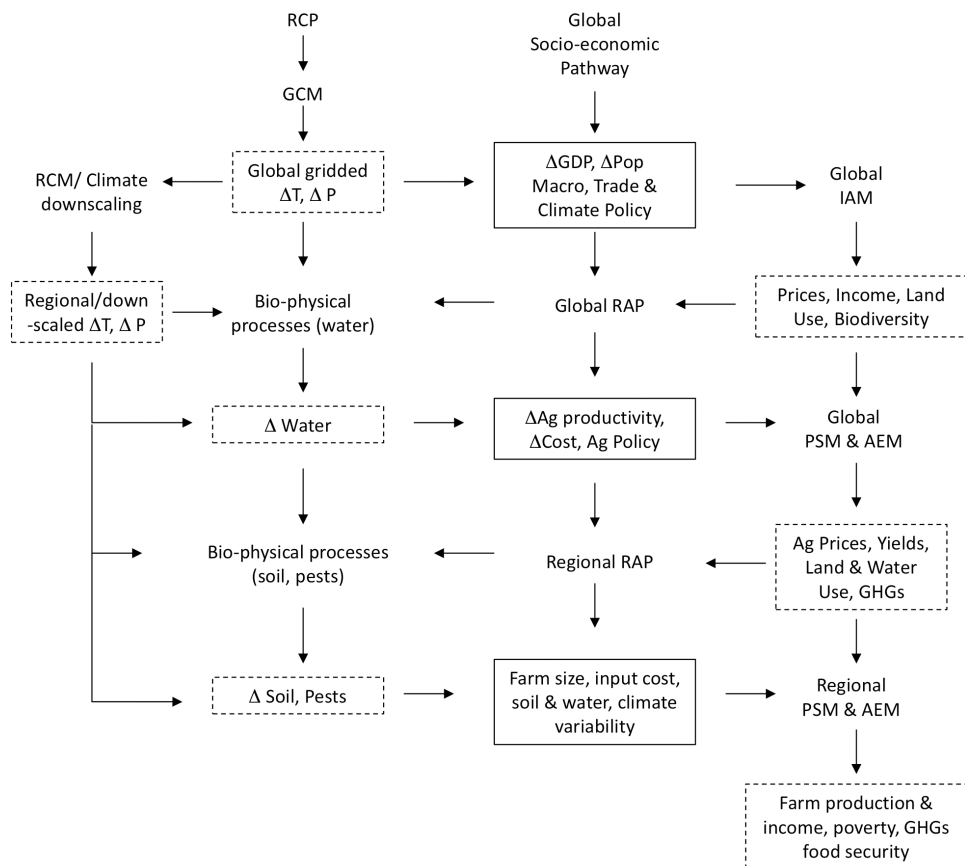 RCP
Global
Socio-economic
Pathway
GCM
RCM/ Climate
downscaling
Global gridded
ΔT, Δ P
ΔGDP, ΔPop
Macro, Trade &
Climate Policy
Global
IAM
Regional/down
-scaled ΔT, Δ P
Bio-physical
processes (water)
Global RAP
Prices, Income, Land
Use, Biodiversity
Δ Water
ΔAg productivity,
ΔCost, Ag Policy
Global
PSM & AEM
Bio-physical processes
(soil, pests)
Regional RAP
Ag Prices, Yields,
Land & Water
Use, GHGs
Δ Soil, Pests
Farm size, input cost,
soil & water, climate
variability
Regional
PSM & AEM
Farm production &
income, poverty, GHGs
food security